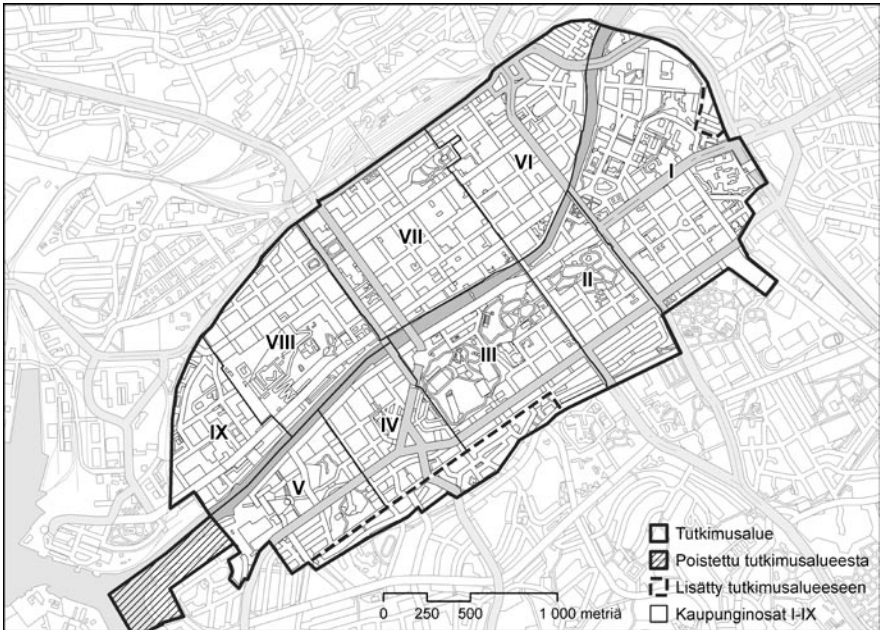 VI
I
VII
II
VIII
III
IX
IV
V
Tutkimusalue
Poistettu tutkimusalueesta
Lisätty tutkimusalueeseen
0 250 500 1 000 metriä
Kaupunginosat I-IX